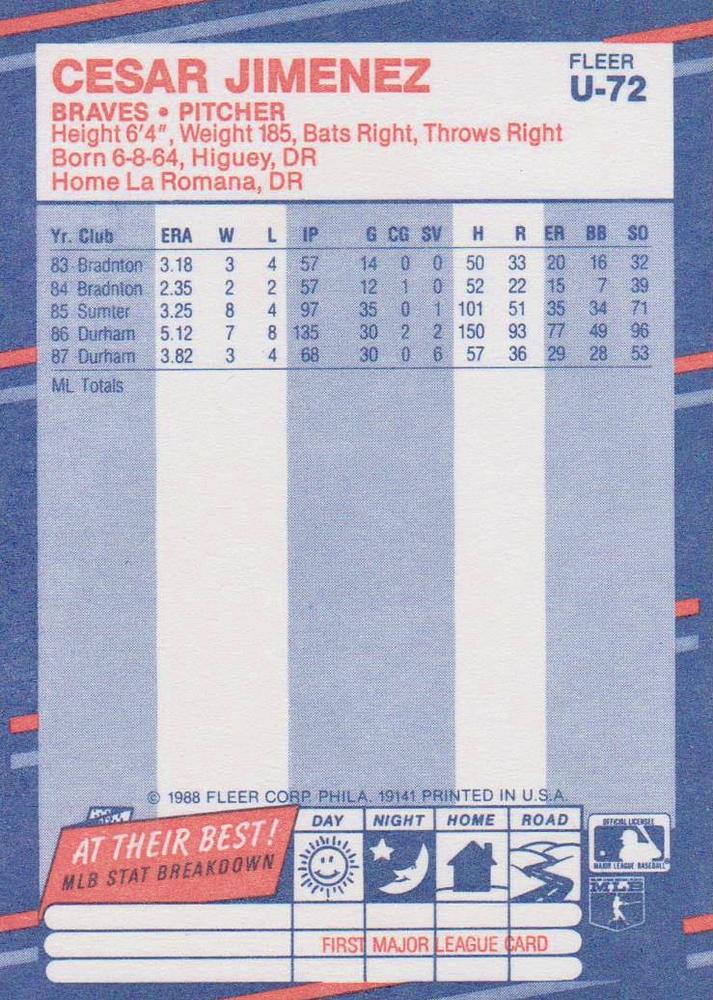 CESAR JIMENEZ
FLEER
U-72
BRAVES • PITCHER
Height 6'4", Weight 185, Bats Right, Throws Right
Born 6-8-64, Higuey, DR
Home La Romana, DR
Yr. Club ERA W L IP G CG SV H R ER BB SO
83 Bradnton 3.18 3 4 57 14 0 0 50 33 20 16 32
84 Bradnton 2.35 2 2 57 12 1 0 52 22 15 7 39
85 Sumter 3.25 8 4 97 35 0 1 101 51 35 34 71
86 Durham 5.12 7 8 135 30 2 2 150 93 77 49 96
87 Durham 3.82 3 4 68 30 0 6 57 36 29 28 53
ML Totals
© 1988 FLEER CORP. PHILA. 19141 PRINTED IN U.S.A.
AT THEIR BEST!
MLB STAT BREAKDOWN
DAY NIGHT HOME ROAD
OFFICIAL LICENSEE
MAJOR LEAGUE BASEBALL
MLB
FIRST MAJOR LEAGUE CARD